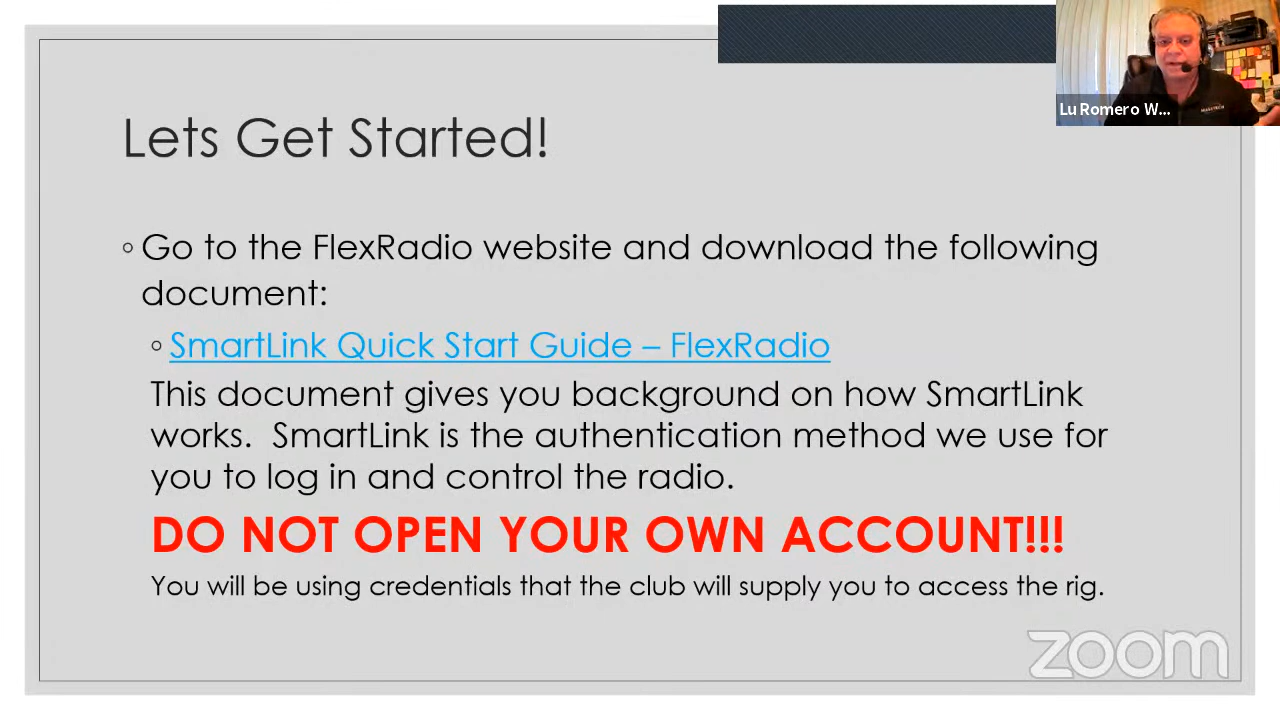 Lu Romero W...
Lets Get Started!
◦ Go to the FlexRadio website and download the following
document:
◦ SmartLink Quick Start Guide – FlexRadio
This document gives you background on how SmartLink
works.  SmartLink is the authentication method we use for
you to log in and control the radio.
DO NOT OPEN YOUR OWN ACCOUNT!!!
You will be using credentials that the club will supply you to access the rig.
zoom